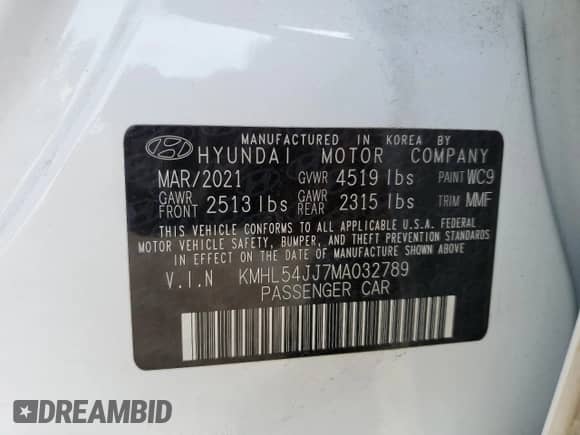 MANUFACTURED IN KOREA BY
HYUNDAI MOTOR COMPANY
MAR/2021 GVWR 4519 lbs PAINT WC9
GAWR FRONT 2513 lbs GAWR REAR 2315 lbs TRIM MMF
THIS VEHICLE CONFORMS TO ALL APPLICABLE U.S.A. FEDERAL
MOTOR VEHICLE SAFETY, BUMPER, AND THEFT PREVENTION STANDARDS
IN EFFECT ON THE DATE OF MANUFACTURE SHOWN ABOVE
V.I.N KMHL54JJ7MA032789
PASSENGER CAR
DREAMBID